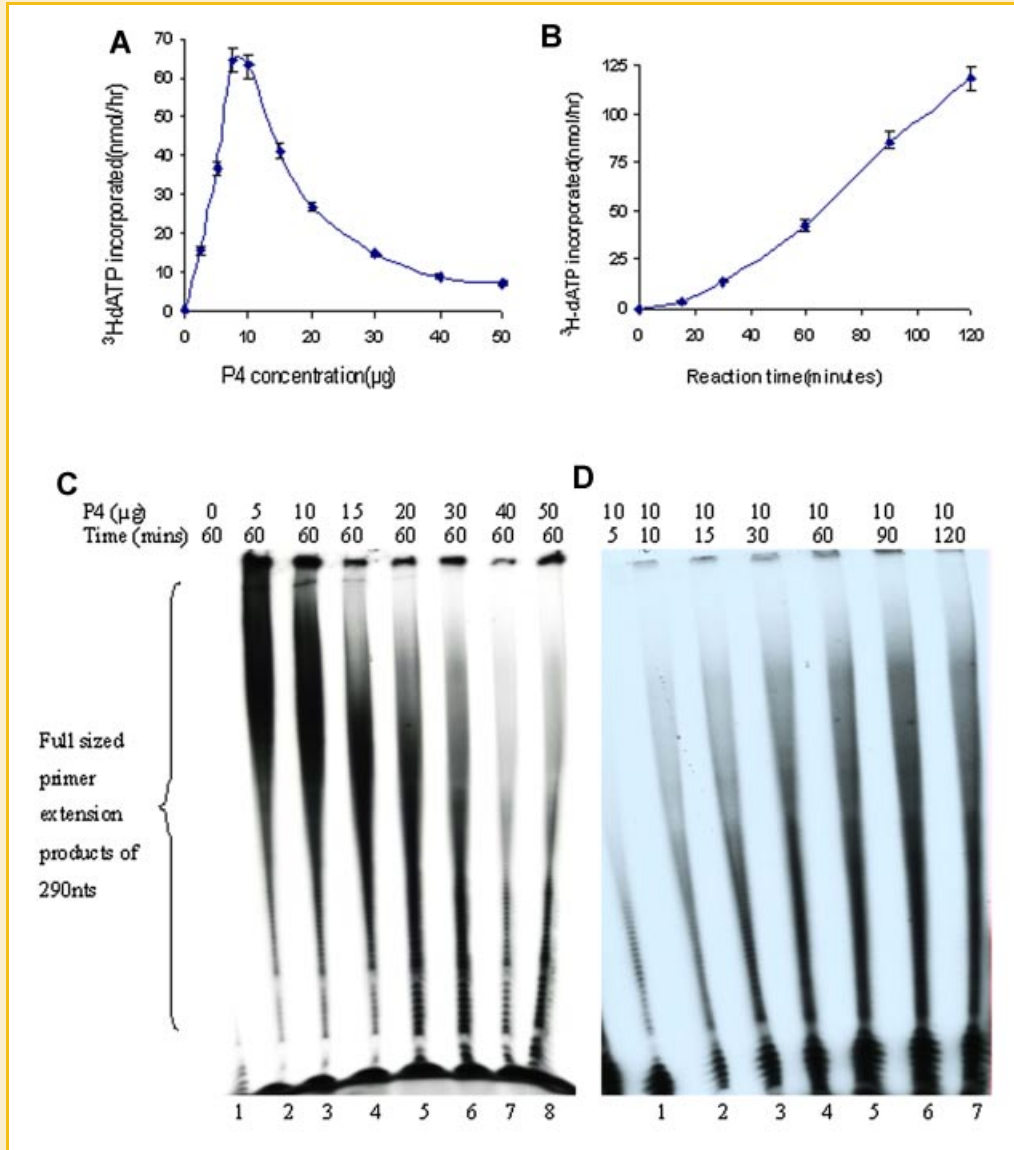 A
³H-dATP incorporated(nmd/hr)
70
60
50
40
30
20
10
0
0 10 20 30 40 50
P4 concentration(µg)
B
³H-dATP incorporated(nmol/hr)
125
100
75
50
25
0
0 20 40 60 80 100 120
Reaction time(minutes)
C
P4 (µg) 0 5 10 15 20 30 40 50
Time (mins) 60 60 60 60 60 60 60 60
Full sized
primer
extension
products of
290nts
1 2 3 4 5 6 7 8
D
10 10 10 10 10 10 10
5 10 15 30 60 90 120
1 2 3 4 5 6 7